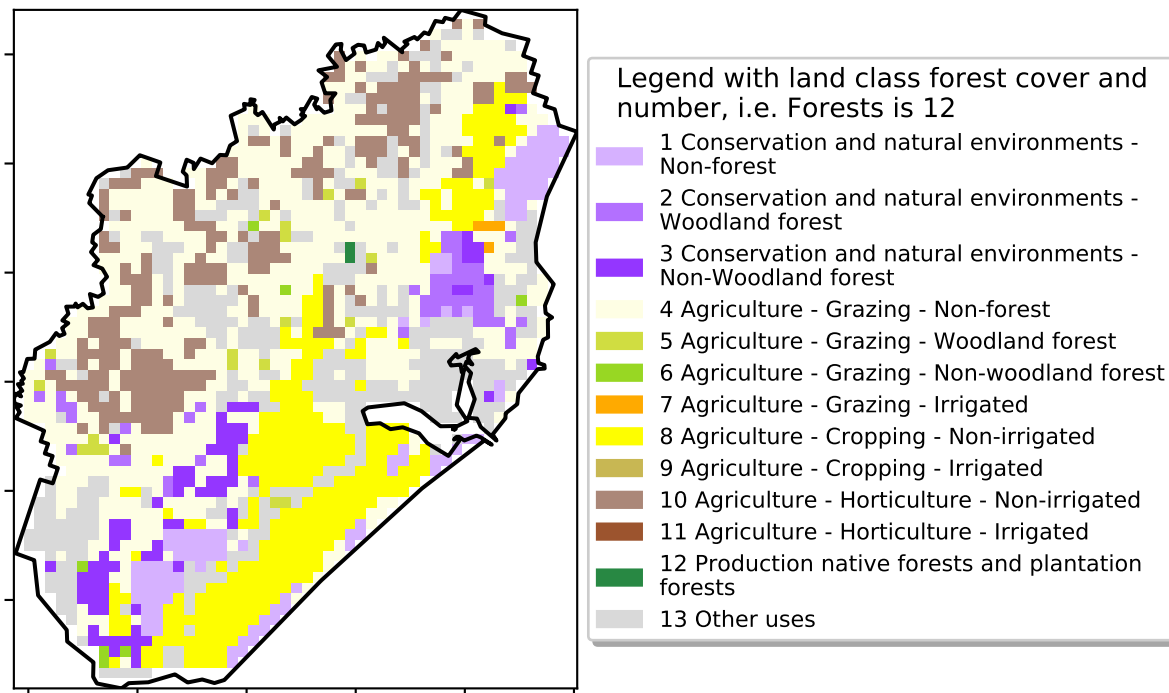 Legend with land class forest cover and
number, i.e. Forests is 12
1 Conservation and natural environments -
Non-forest
2 Conservation and natural environments -
Woodland forest
3 Conservation and natural environments -
Non-Woodland forest
4 Agriculture - Grazing - Non-forest
5 Agriculture - Grazing - Woodland forest
6 Agriculture - Grazing - Non-woodland forest
7 Agriculture - Grazing - Irrigated
8 Agriculture - Cropping - Non-irrigated
9 Agriculture - Cropping - Irrigated
10 Agriculture - Horticulture - Non-irrigated
11 Agriculture - Horticulture - Irrigated
12 Production native forests and plantation
forests
13 Other uses